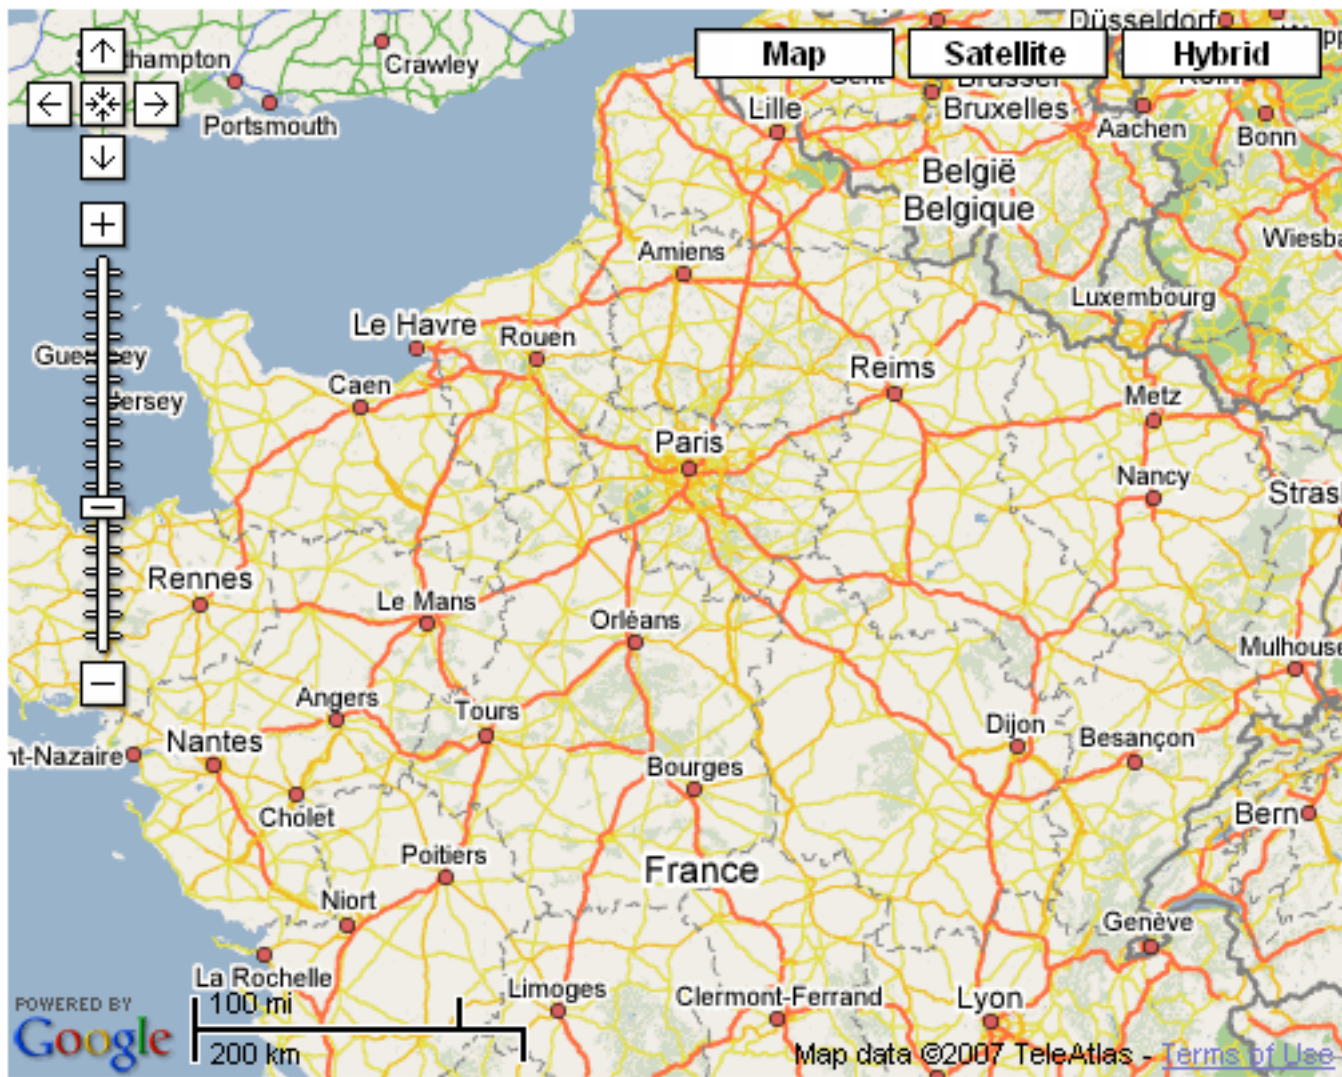 Düsseldorf
Map
Satellite
Hybrid
Crawley
Portsmouth
Lille
Bruxelles
Aachen
Bonn
België
Belgique
Amiens
Luxembourg
Le Havre
Rouen
Reims
Caen
Metz
Paris
Nancy
Rennes
Le Mans
Orléans
Mulhouse
Angers
Tours
Dijon
Besançon
Nantes
nt-Nazaire
Bourges
Cholet
Bern
Poitiers
France
Niort
Genève
La Rochelle
Limoges
Clermont-Ferrand
Lyon
POWERED BY
Google
100 mi
200 km
Map data ©2007 TeleAtlas - Terms of Use